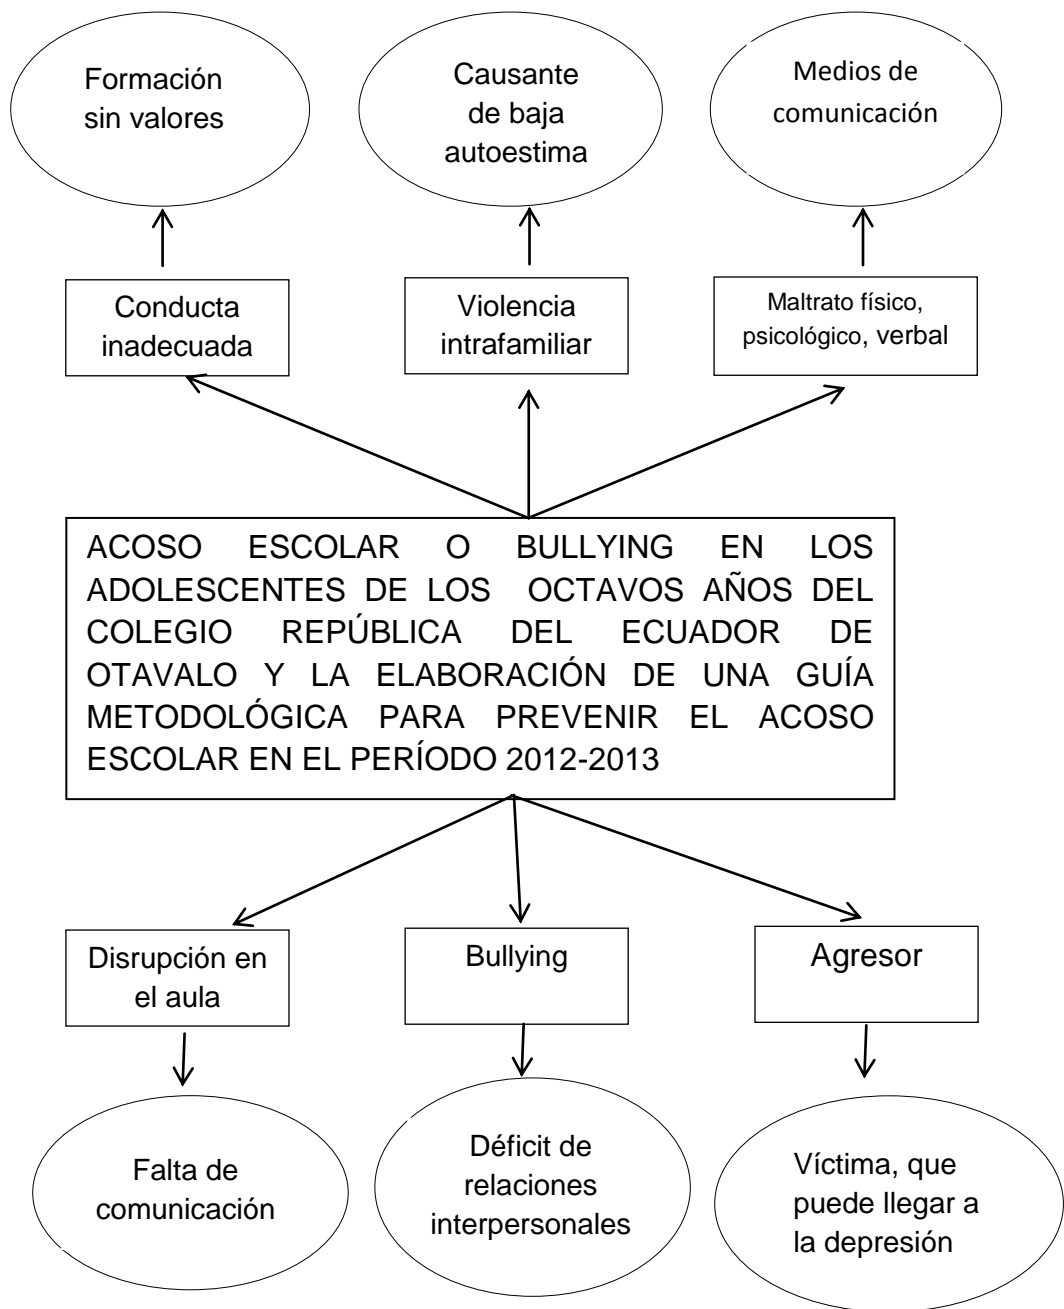 Formación
sin valores
Causante
de baja
autoestima
Medios de
comunicación
Conducta
inadecuada
Violencia
intrafamiliar
Maltrato físico,
psicológico, verbal
ACOSO ESCOLAR O BULLYING EN LOS
ADOLESCENTES DE LOS OCTAVOS AÑOS DEL
COLEGIO REPÚBLICA DEL ECUADOR DE
OTAVALO Y LA ELABORACIÓN DE UNA GUÍA
METODOLÓGICA PARA PREVENIR EL ACOSO
ESCOLAR EN EL PERÍODO 2012-2013
Disrupción en
el aula
Bullying
Agresor
Falta de
comunicación
Déficit de
relaciones
interpersonales
Víctima, que
puede llegar a
la depresión